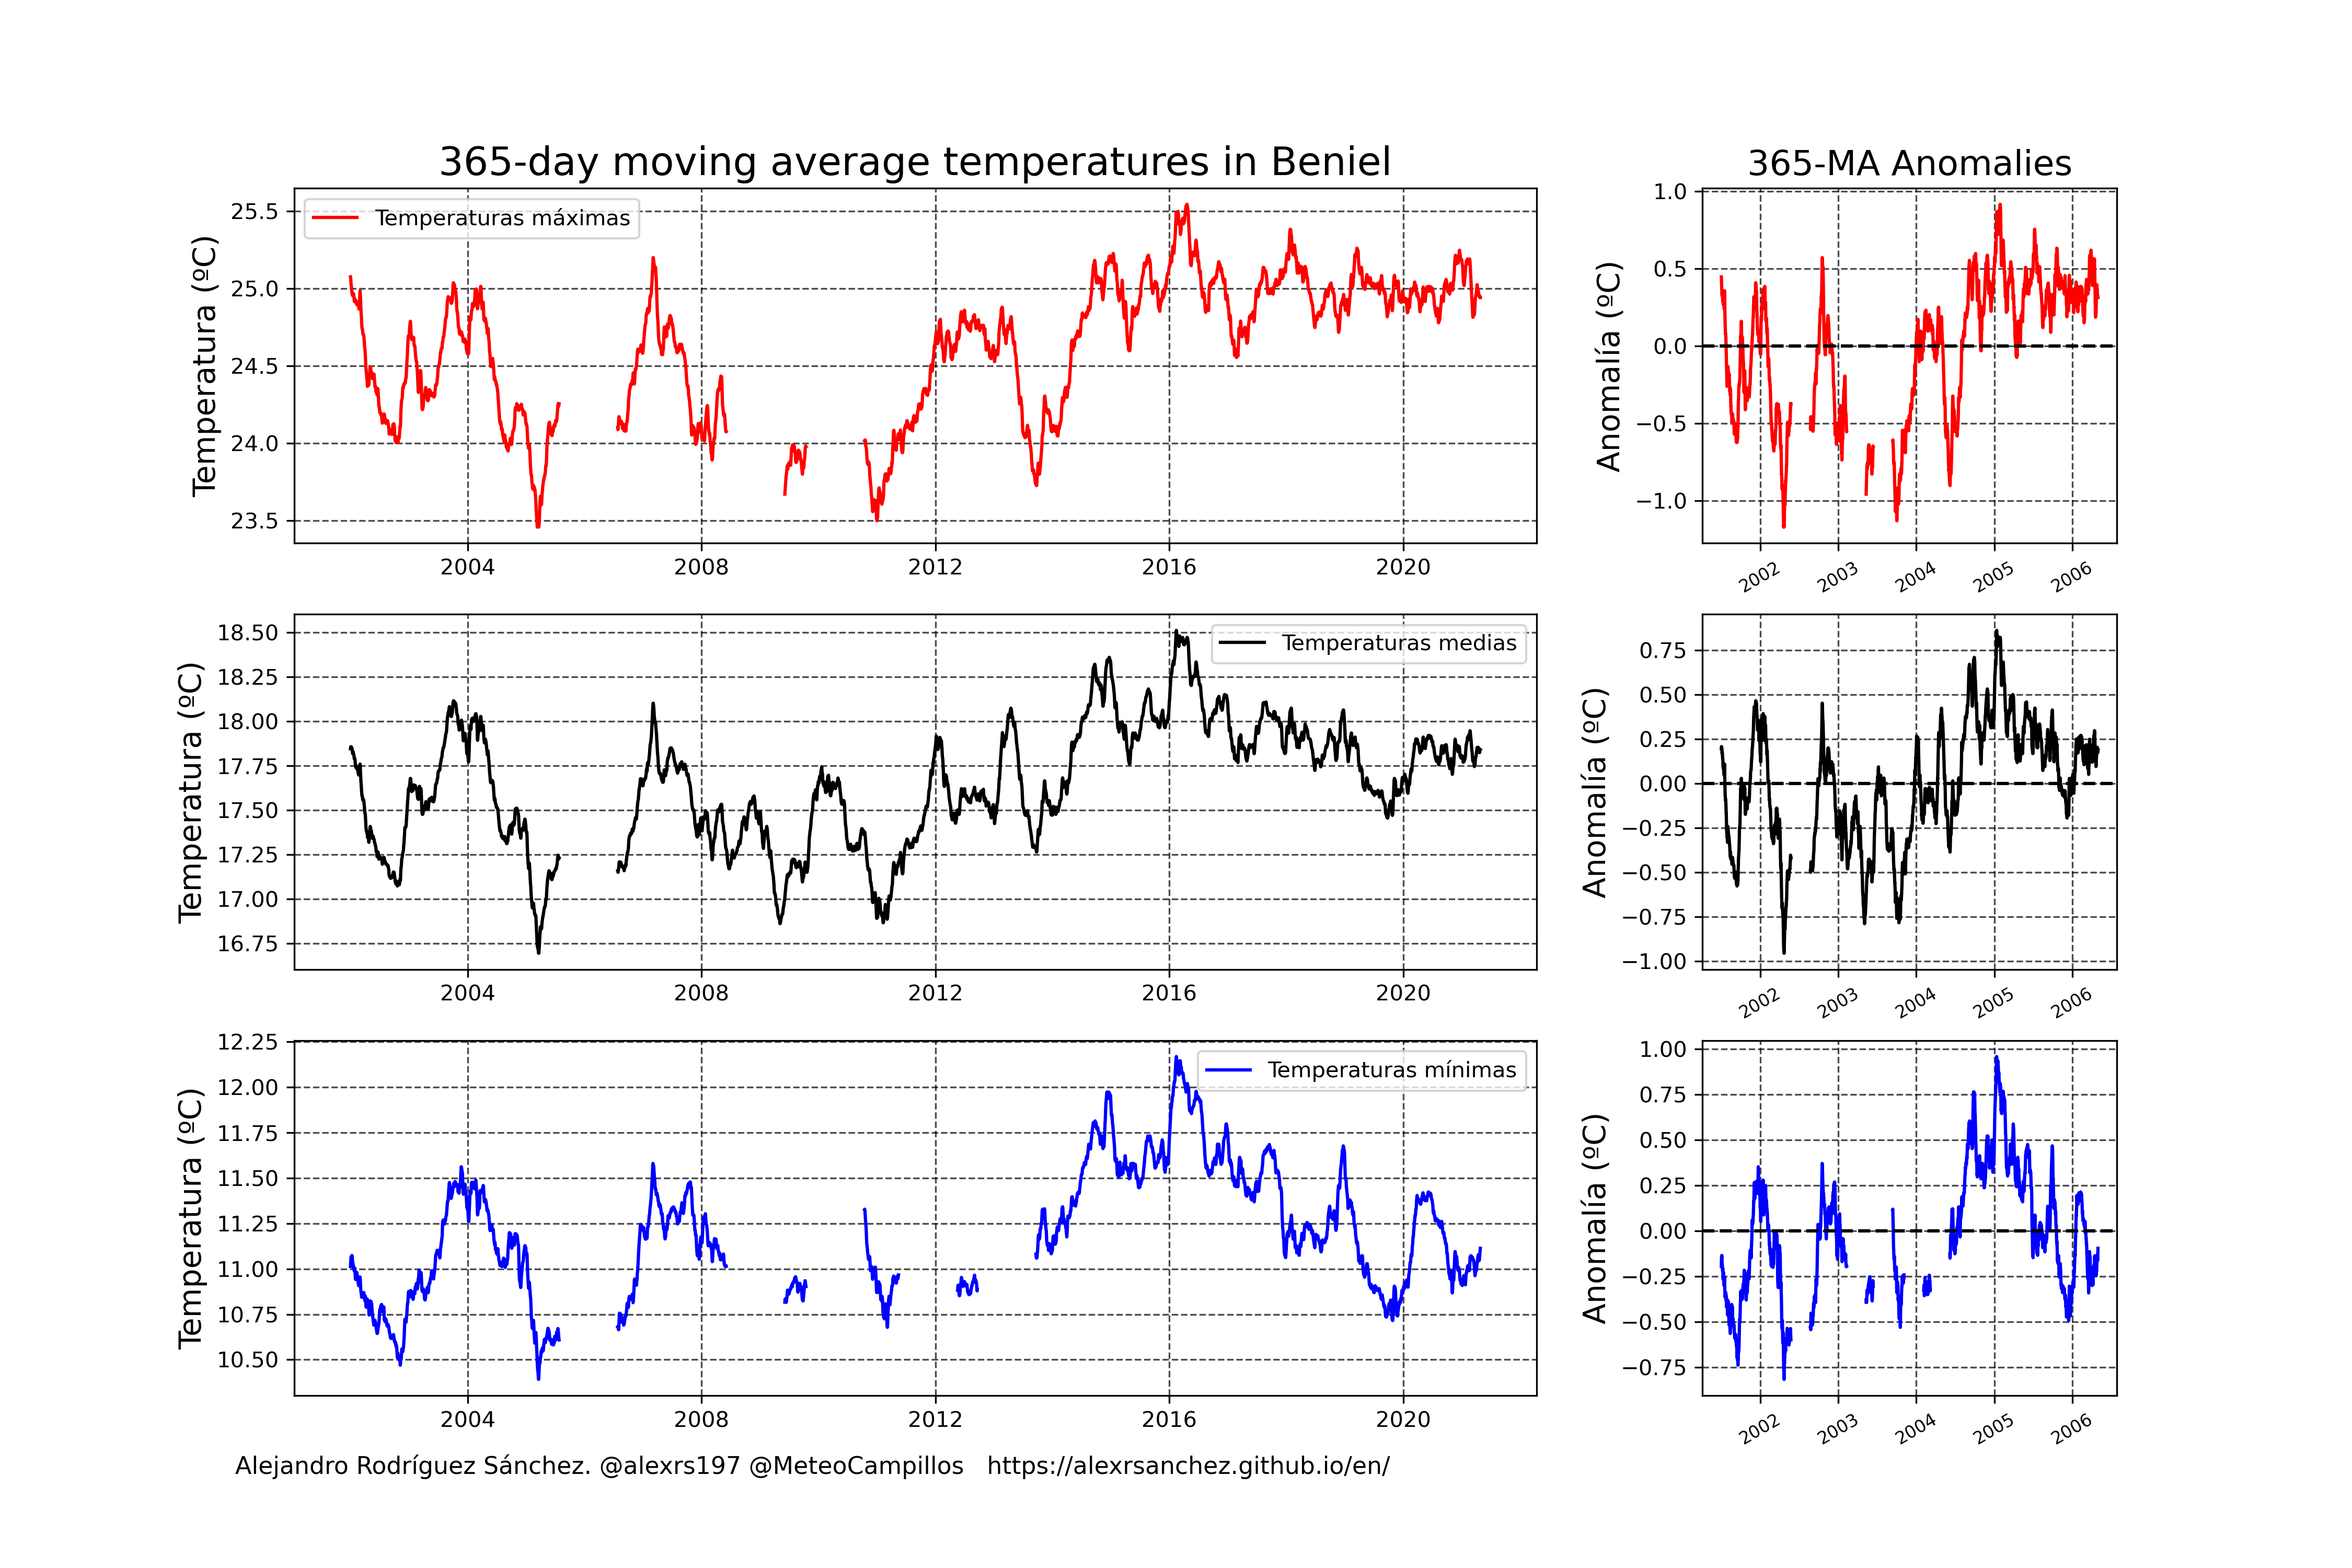 365-day moving average temperatures in Beniel
365-MA Anomalies
Temperatura (ºC)
25.5
25.0
24.5
24.0
23.5
Temperaturas máximas
2004 2008 2012 2016 2020
Anomalía (ºC)
1.0
0.5
0.0
−0.5
−1.0
2002 2003 2004 2005 2006
Temperatura (ºC)
18.50
18.25
18.00
17.75
17.50
17.25
17.00
16.75
Temperaturas medias
2004 2008 2012 2016 2020
Anomalía (ºC)
0.75
0.50
0.25
0.00
−0.25
−0.50
−0.75
−1.00
2002 2003 2004 2005 2006
Temperatura (ºC)
12.25
12.00
11.75
11.50
11.25
11.00
10.75
10.50
Temperaturas mínimas
2004 2008 2012 2016 2020
Anomalía (ºC)
1.00
0.75
0.50
0.25
0.00
−0.25
−0.50
−0.75
2002 2003 2004 2005 2006
Alejandro Rodríguez Sánchez. @alexrs197 @MeteoCampillos https://alexrsanchez.github.io/en/